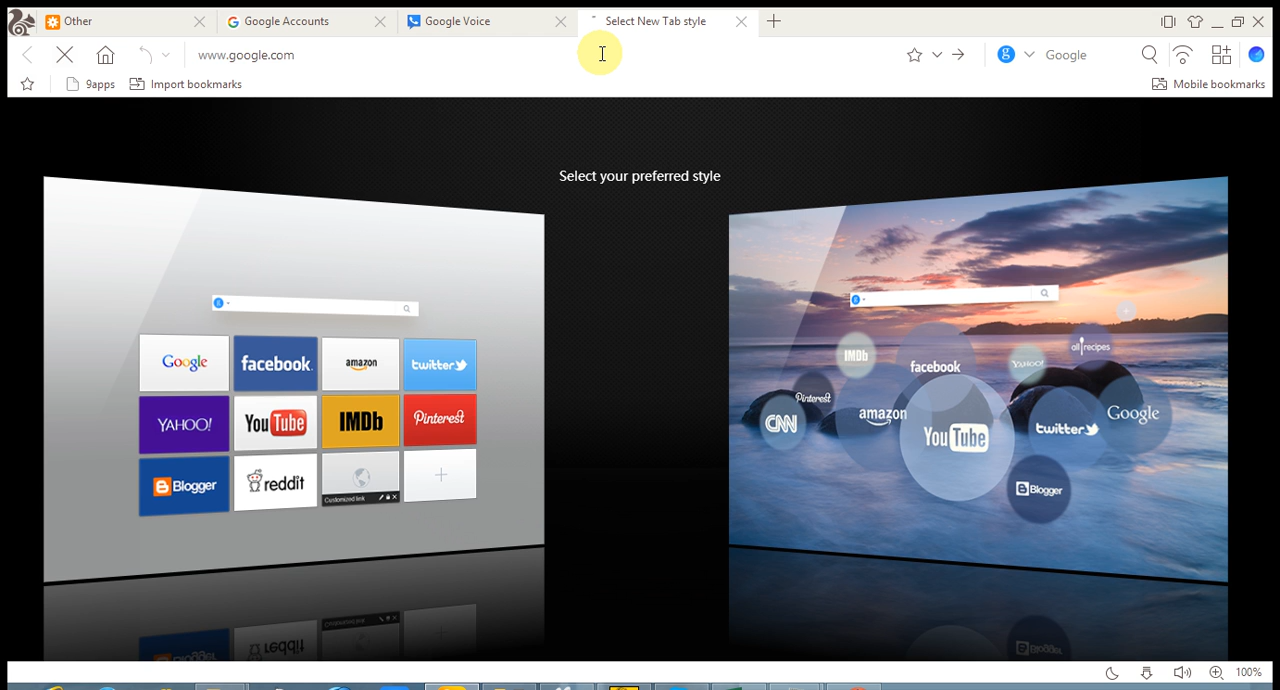 Other
Google Accounts
Google Voice
Select New Tab style
www.google.com
g
Google
9apps
Import bookmarks
Mobile bookmarks
Select your preferred style
g
Google
facebook.
amazon
twitter
YAHOO!
YouTube
IMDb
Pinterest
Blogger
reddit
Customized link
g
IMDb
facebook
YAHOO!
allrecipes
Pinterest
CNN
amazon
YouTube
twitter
Google
Blogger
100%